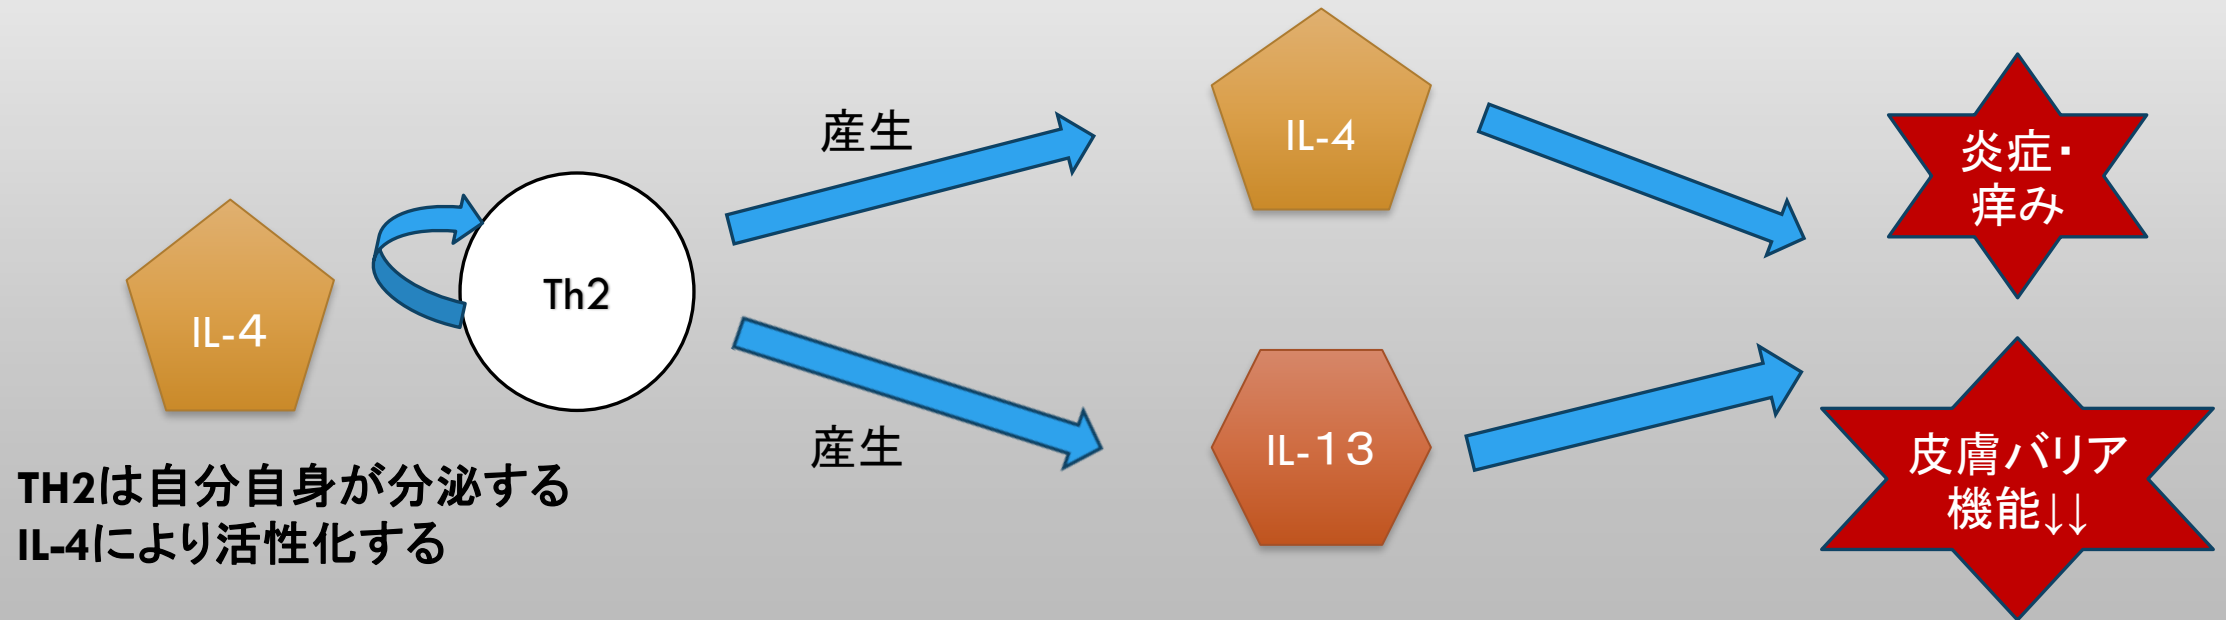 IL-4
Th2
産生
産生
IL-4
IL-13
炎症・
痒み
皮膚バリア
機能↓↓
TH2は自分自身が分泌する
IL-4により活性化する